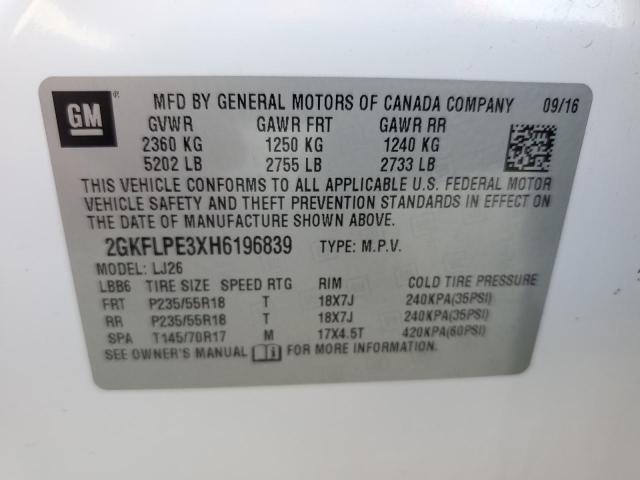 GM ®
MFD BY GENERAL MOTORS OF CANADA COMPANY 09/16
GVWR GAWR FRT GAWR RR
2360 KG 1250 KG 1240 KG
5202 LB 2755 LB 2733 LB
THIS VEHICLE CONFORMS TO ALL APPLICABLE U.S. FEDERAL MOTOR
VEHICLE SAFETY AND THEFT PREVENTION STANDARDS IN EFFECT ON
THE DATE OF MANUFACTURE SHOWN ABOVE.
2GKFLPE3XH6196839 TYPE: M.P.V.
MODEL: LJ26
LBB6 TIRE SIZE SPEED RTG RIM COLD TIRE PRESSURE
FRT P235/55R18 T 18X7J 240KPA(35PSI)
RR P235/55R18 T 18X7J 240KPA(35PSI)
SPA T145/70R17 M 17X4.5T 420KPA(60PSI)
SEE OWNER'S MANUAL FOR MORE INFORMATION.